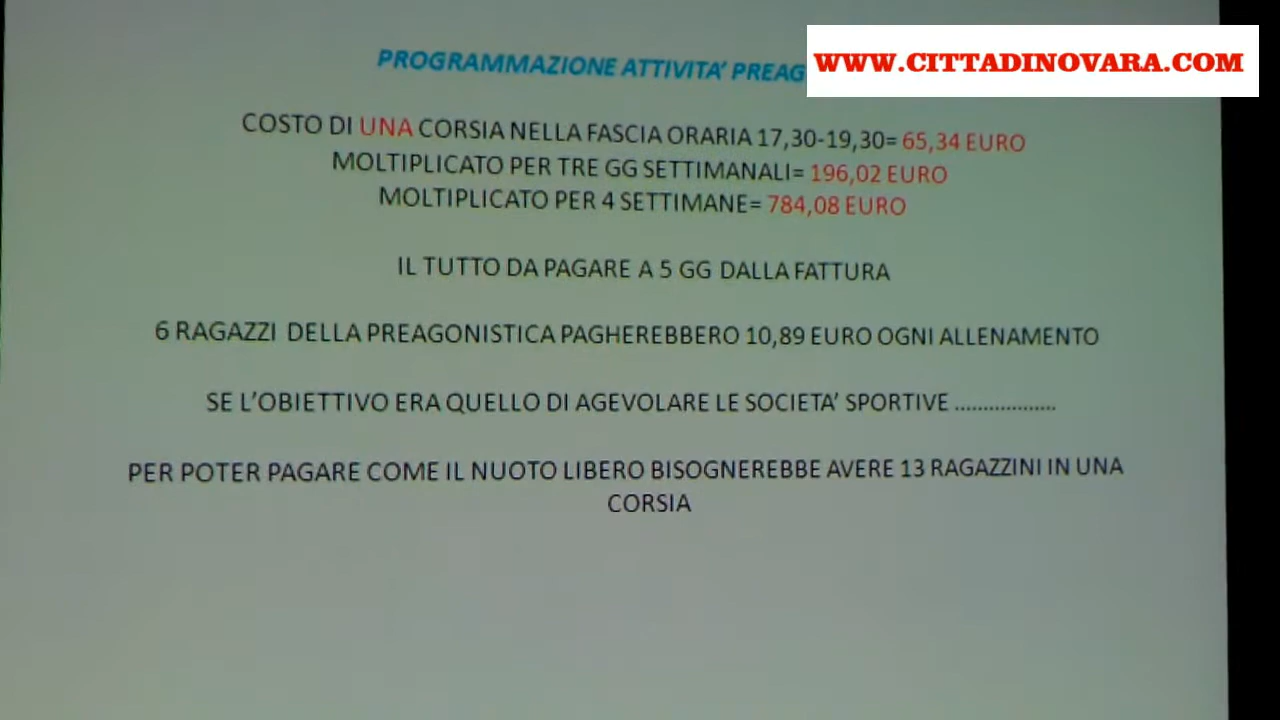 WWW.CITTADINOVARA.COM
PROGRAMMAZIONE ATTIVITA' PREAG
COSTO DI UNA CORSIA NELLA FASCIA ORARIA 17,30-19,30= 65,34 EURO
MOLTIPLICATO PER TRE GG SETTIMANALI= 196,02 EURO
MOLTIPLICATO PER 4 SETTIMANE= 784,08 EURO
IL TUTTO DA PAGARE A 5 GG DALLA FATTURA
6 RAGAZZI DELLA PREAGONISTICA PAGHEREBBERO 10,89 EURO OGNI ALLENAMENTO
SE L'OBIETTIVO ERA QUELLO DI AGEVOLARE LE SOCIETA' SPORTIVE ..................
PER POTER PAGARE COME IL NUOTO LIBERO BISOGNEREBBE AVERE 13 RAGAZZINI IN UNA
CORSIA